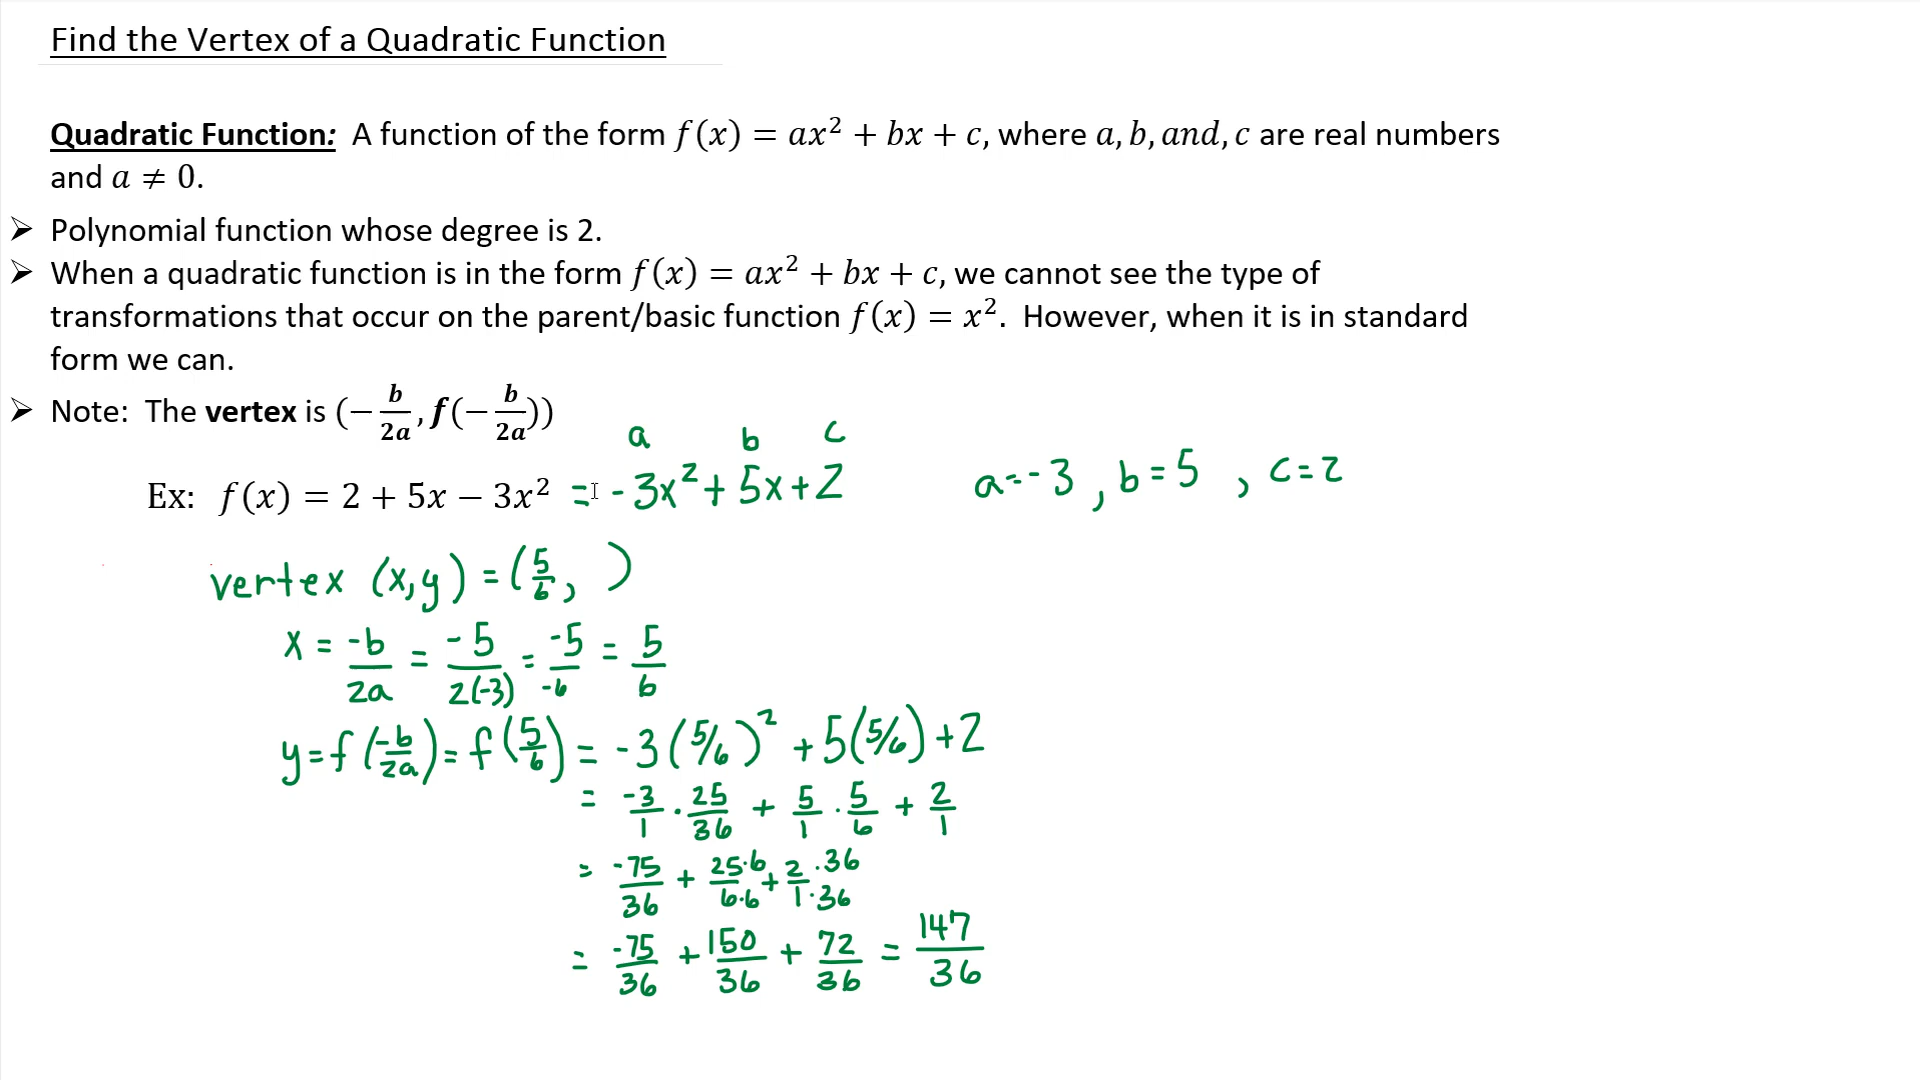 Find the Vertex of a Quadratic Function
Quadratic Function: A function of the form f(x) = ax² + bx + c, where a, b, and, c are real numbers
and a ≠ 0.
➢ Polynomial function whose degree is 2.
➢ When a quadratic function is in the form f(x) = ax² + bx + c, we cannot see the type of
transformations that occur on the parent/basic function f(x) = x². However, when it is in standard
form we can.
➢ Note: The vertex is (−b/2a, f(−b/2a))
a b c
Ex: f(x) = 2 + 5x − 3x² = -3x² + 5x + 2 a = -3, b = 5, c = 2
vertex (x,y) = (5/6, )
x = -b/2a = -5/2(-3) = -5/-6 = 5/6
y = f(-b/2a) = f(5/6) = -3(5/6)² + 5(5/6) + 2
= -3/1 · 25/36 + 5/1 · 5/6 + 2/1
= -75/36 + 25·6/6·6 + 2·36/1·36
= -75/36 + 150/36 + 72/36 = 147/36